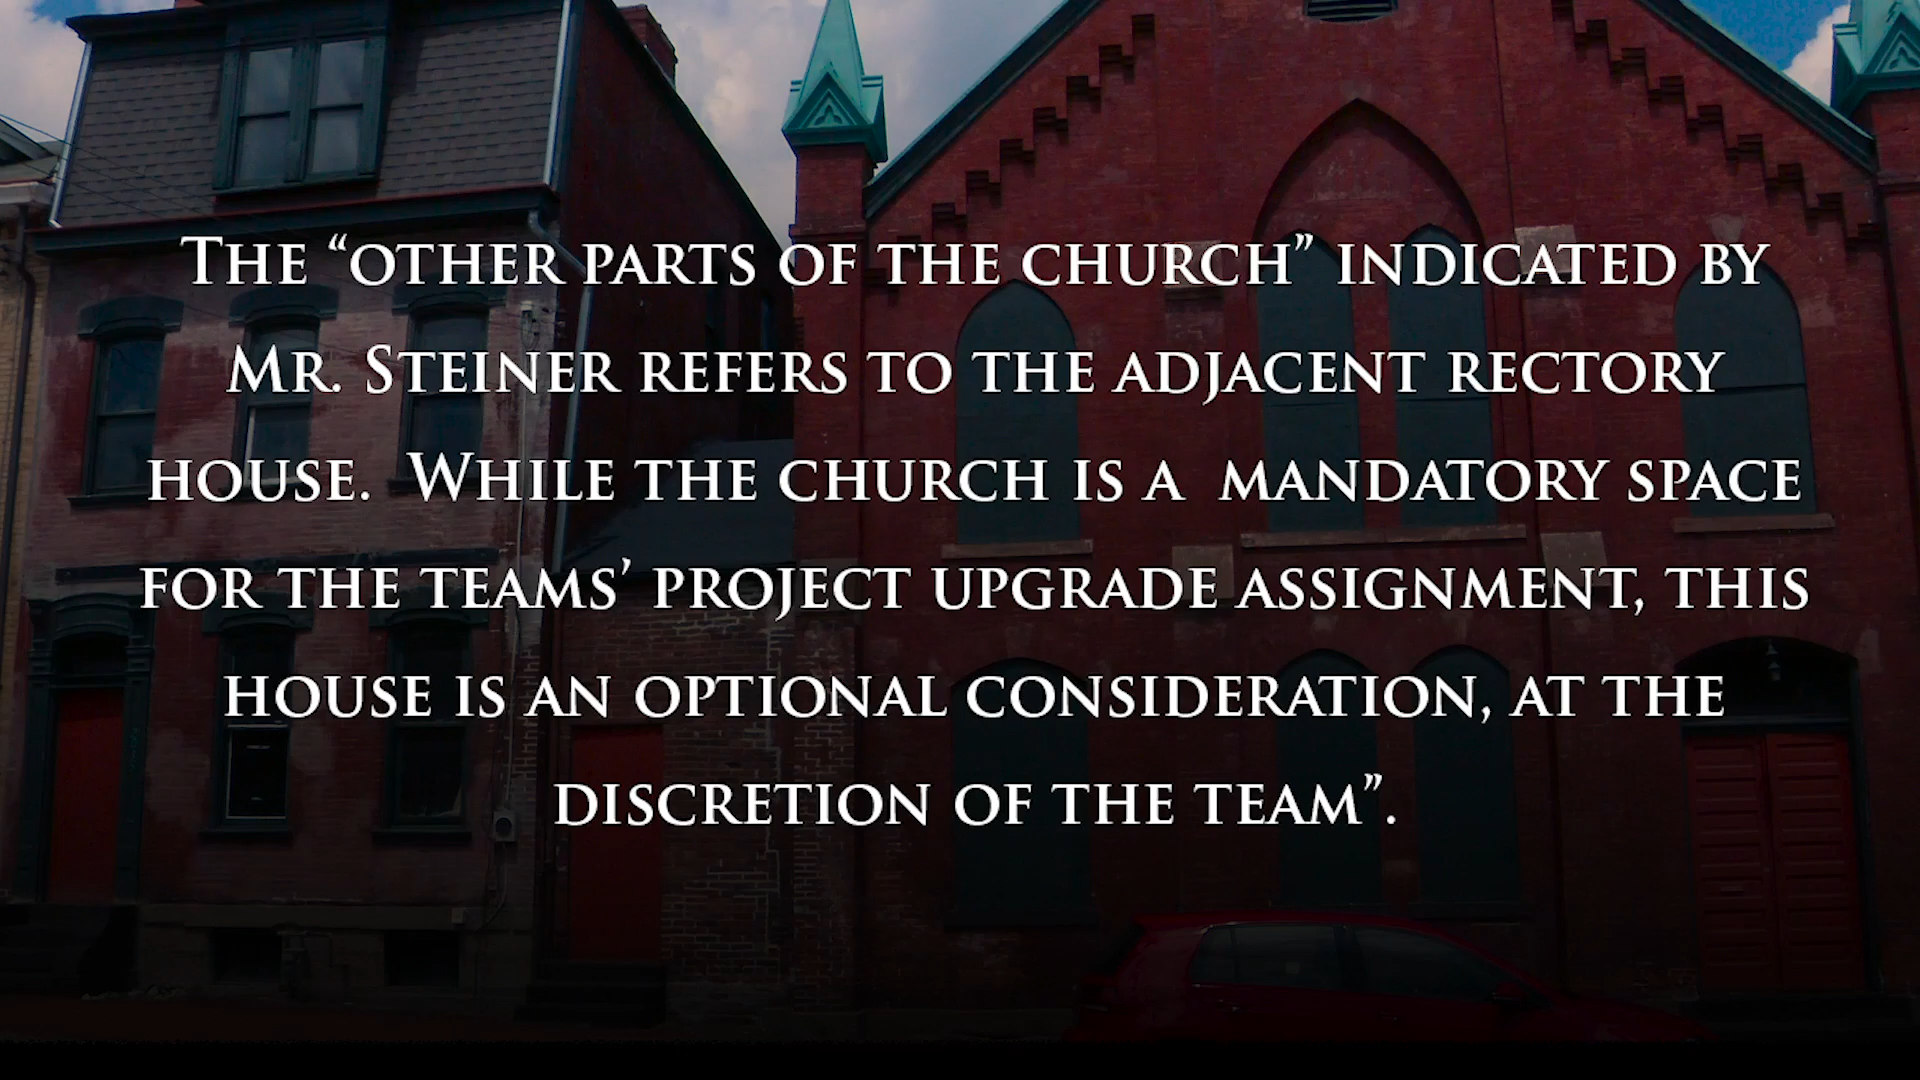 The “other parts of the church” indicated by
Mr. Steiner refers to the adjacent rectory
house.  While the church is a  mandatory space
for the teams’ project upgrade assignment, this
house is an optional consideration, at the
discretion of the team”.